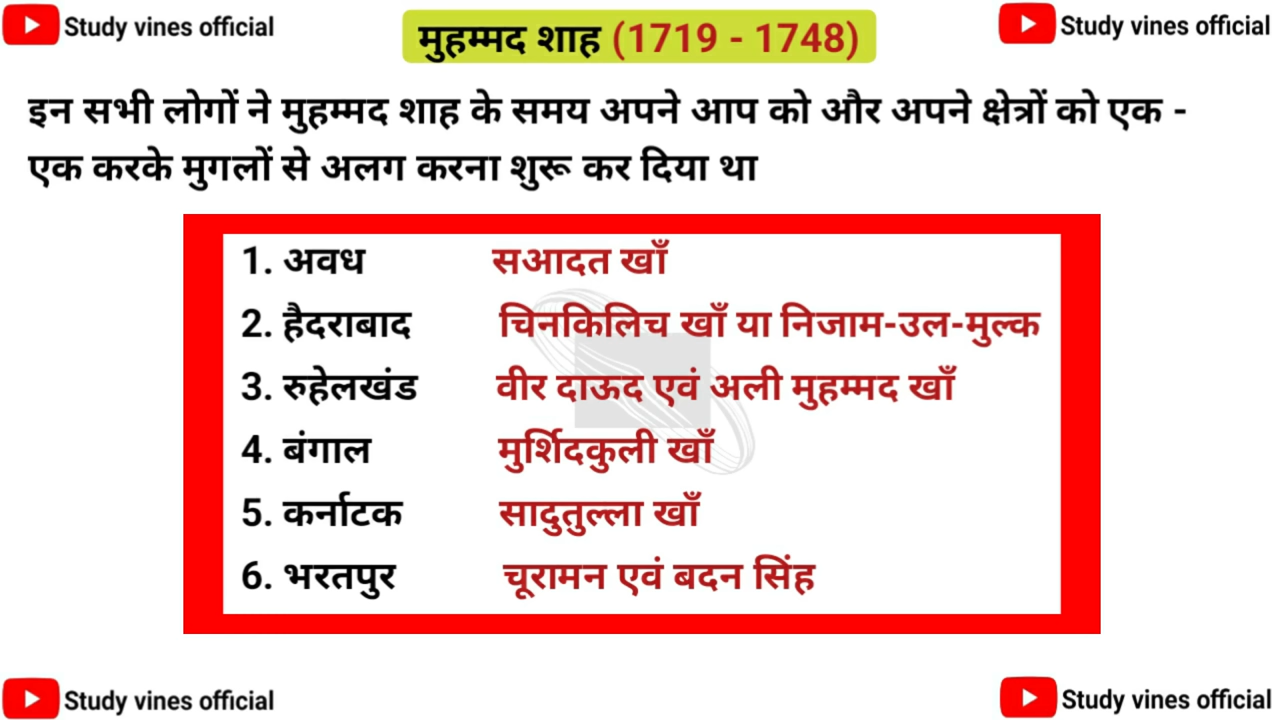 Study vines official
मुहम्मद शाह (1719 - 1748)
Study vines official
इन सभी लोगों ने मुहम्मद शाह के समय अपने आप को और अपने क्षेत्रों को एक -
एक करके मुगलों से अलग करना शुरू कर दिया था
1. अवध सआदत खाँ
2. हैदराबाद चिनकिलिच खाँ या निजाम-उल-मुल्क
3. रुहेलखंड वीर दाऊद एवं अली मुहम्मद खाँ
4. बंगाल मुर्शिदकुली खाँ
5. कर्नाटक सादुतुल्ला खाँ
6. भरतपुर चूरामन एवं बदन सिंह
Study vines official
Study vines official